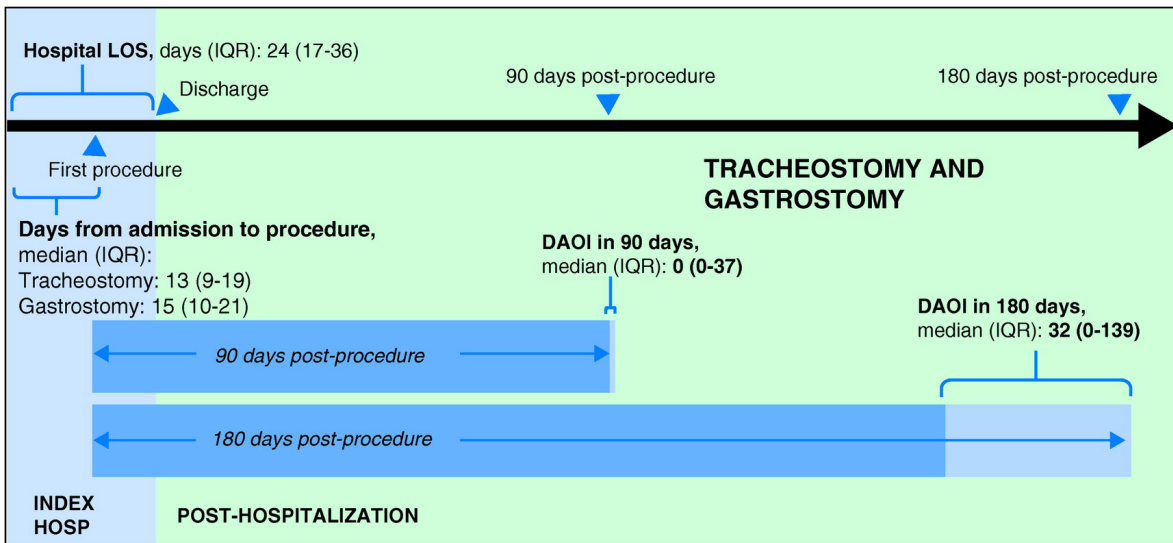 Hospital LOS, days (IQR): 24 (17-36)
Discharge
90 days post-procedure
180 days post-procedure
First procedure
TRACHEOSTOMY AND
GASTROSTOMY
Days from admission to procedure,
median (IQR):
Tracheostomy: 13 (9-19)
Gastrostomy: 15 (10-21)
DAOI in 90 days,
median (IQR): 0 (0-37)
DAOI in 180 days,
median (IQR): 32 (0-139)
90 days post-procedure
180 days post-procedure
INDEX
HOSP
POST-HOSPITALIZATION